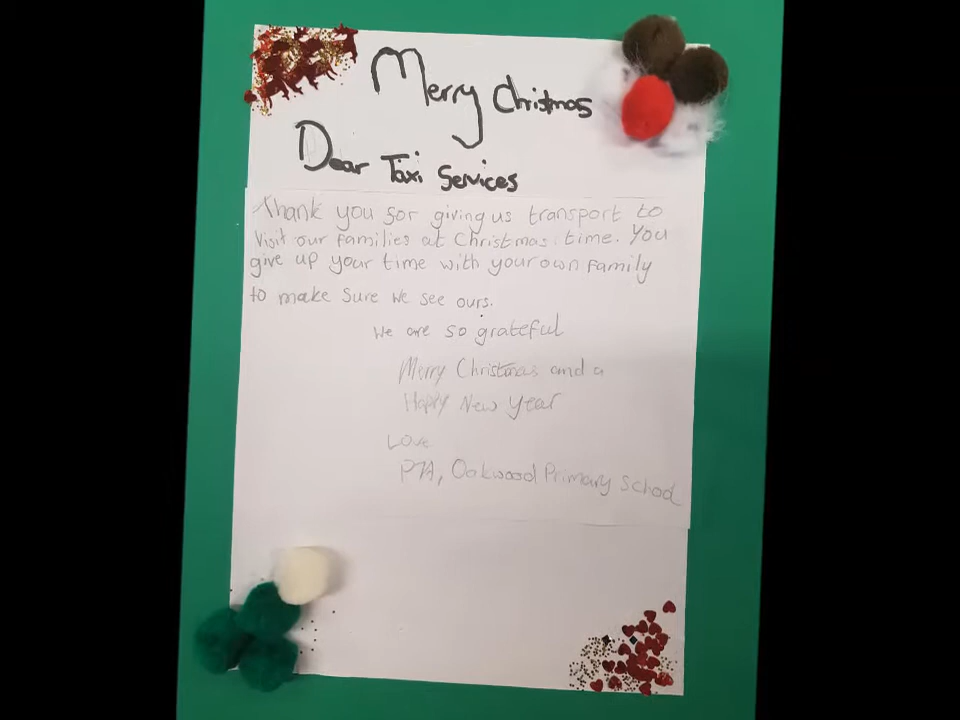 Merry Christmas
Dear Taxi Services
Thank you for giving us transport to
Visit our families at Christmas time. You
give up your time with your own family
to make sure we see ours.
We are so grateful
Merry Christmas and a
Happy New Year
Love
PTA, Oakwood Primary School